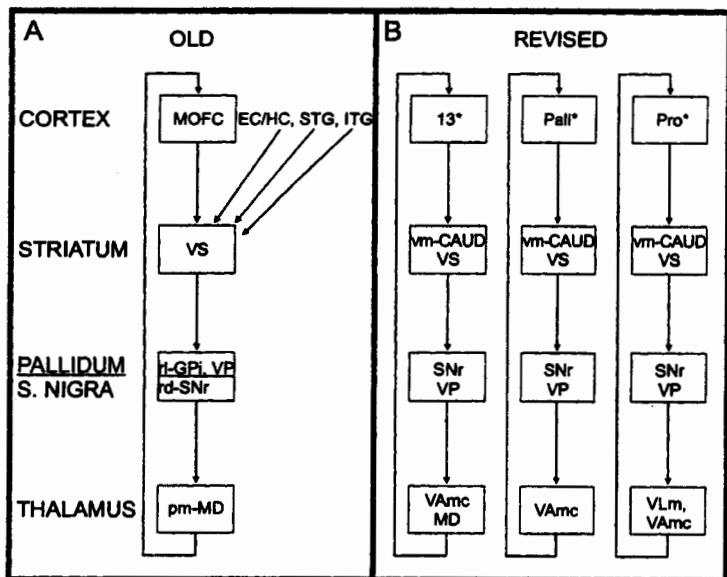 A
OLD
CORTEX
MOFC
EC/HC, STG, ITG
STRIATUM
VS
PALLIDUM
S. NIGRA
rl-GPi, VP
rd-SNr
THALAMUS
pm-MD
B
REVISED
13*
Pall*
Pro*
vm-CAUD
VS
vm-CAUD
VS
vm-CAUD
VS
SNr
VP
SNr
VP
SNr
VP
VAmc
MD
VAmc
VLm,
VAmc